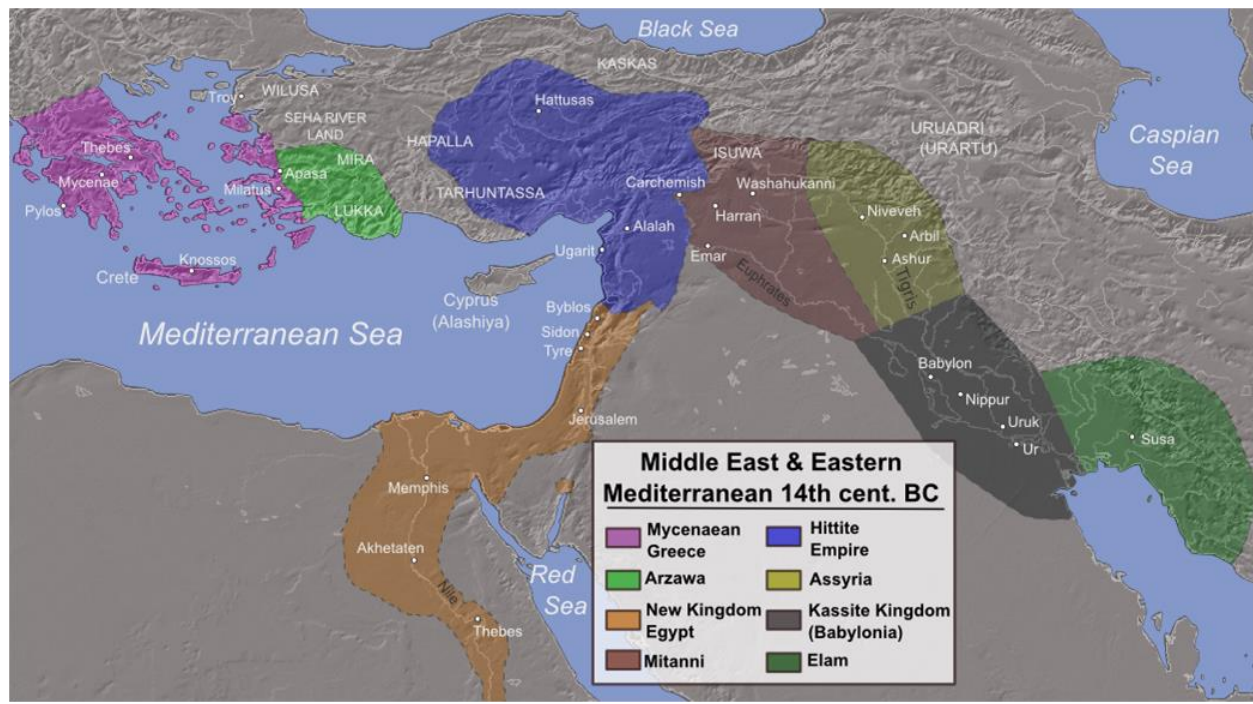 Black Sea
KASKAS
Troy
WILUSA
Hattusas
SEHA RIVER
LAND
HAPALLA
URUADRI
(URARTU)
Caspian
Sea
Thebes
MIRA
ISUWA
Mycenae
Apasa
Milatus
TARHUNTASSA
Carchemish
Washahukanni
Pylos
LUKKA
Harran
Niveveh
Alalah
Arbil
Ugarit
Emar
Ashur
Knossos
Crete
Euphrates
Tigris
Cyprus
(Alashiya)
Byblos
Mediterranean Sea
Sidon
Tyre
Babylon
Nippur
Jerusalem
Uruk
Ur
Susa
Memphis
Akhetaten
Nile
Red
Sea
Thebes
Middle East & Eastern
Mediterranean 14th cent. BC
Mycenaean
Greece
Hittite
Empire
Arzawa
Assyria
New Kingdom
Egypt
Kassite Kingdom
(Babylonia)
Mitanni
Elam